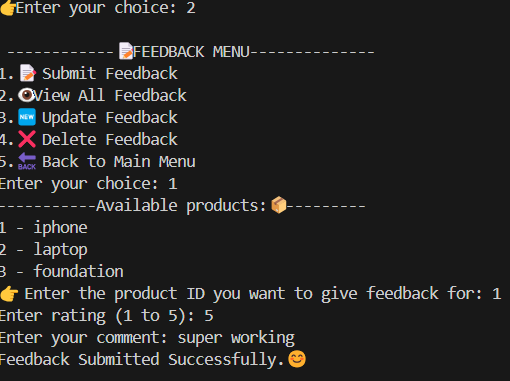 👉Enter your choice: 2
------------📝FEEDBACK MENU--------------
1.📝 Submit Feedback
2.👁️View All Feedback
3.🆕 Update Feedback
4.❌ Delete Feedback
5.🔙 Back to Main Menu
Enter your choice: 1
-----------Available products:📦---------
1 - iphone
2 - laptop
3 - foundation
👉 Enter the product ID you want to give feedback for: 1
Enter rating (1 to 5): 5
Enter your comment: super working
Feedback Submitted Successfully.😊